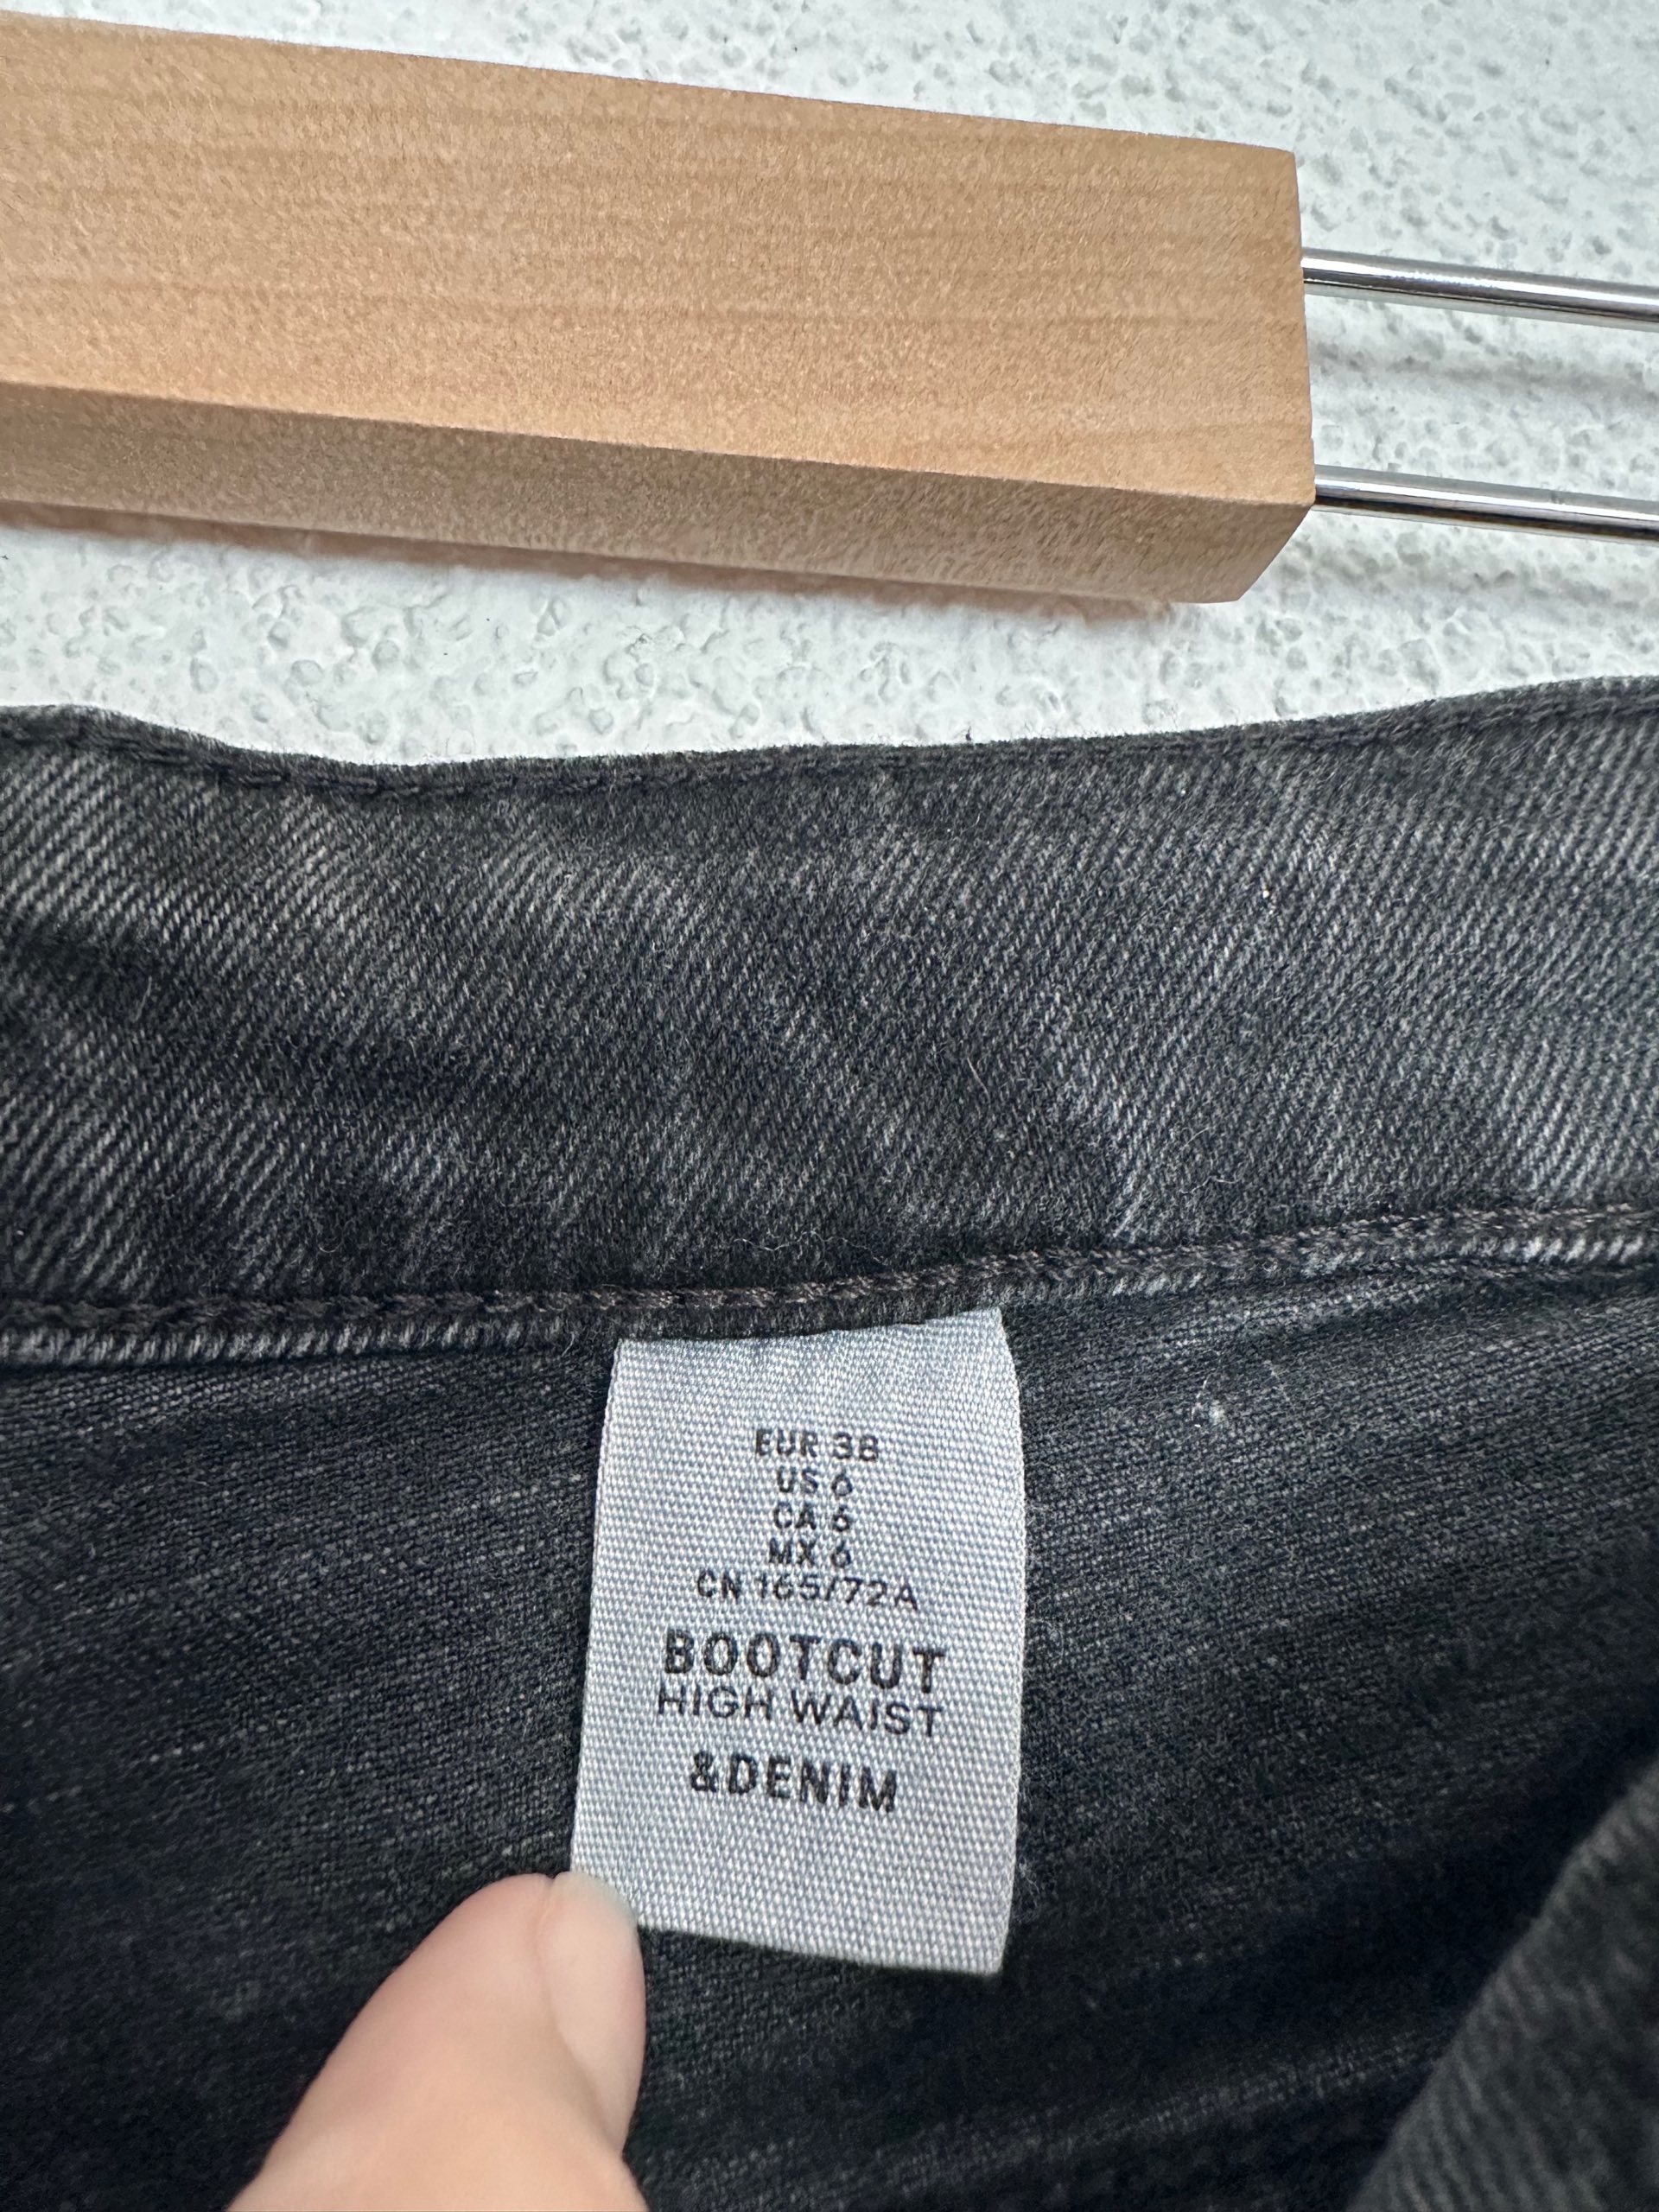 EUR 38
US 6
CA 6
MX 6
CN 165/72A
BOOTCUT
HIGH WAIST
&DENIM